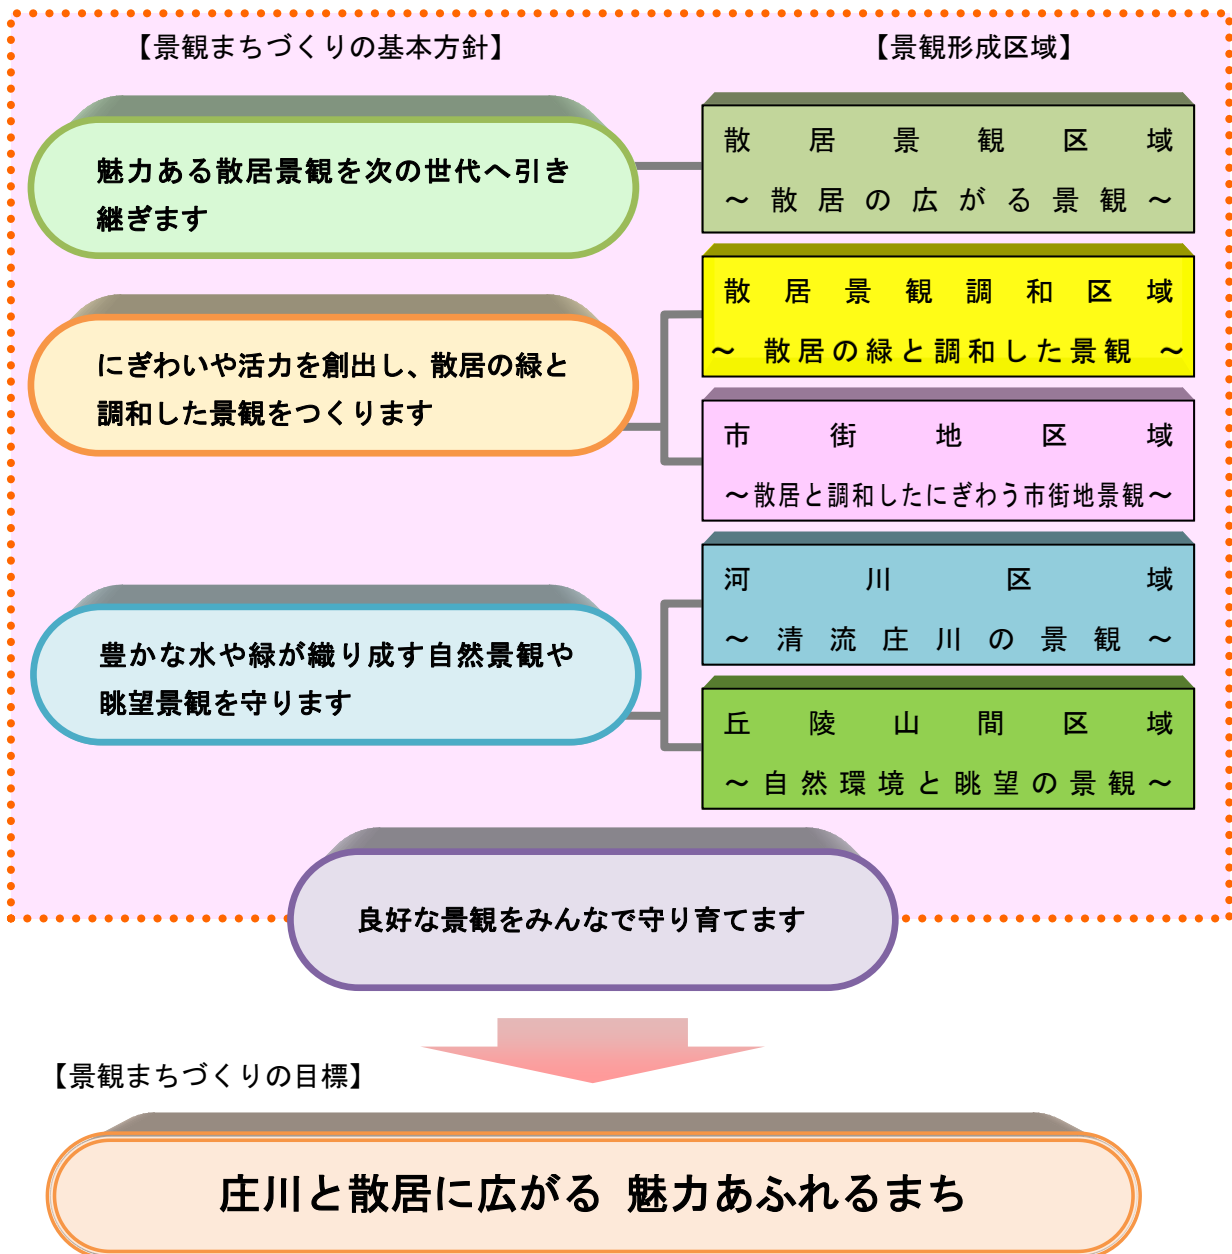 【景観まちづくりの基本方針】
【景観形成区域】
魅力ある散居景観を次の世代へ引き
継ぎます
散居景観区域
～散居の広がる景観～
にぎわいや活力を創出し、散居の緑と
調和した景観をつくります
散居景観調和区域
～ 散居の緑と調和した景観 ～
市街地区域
～散居と調和したにぎわう市街地景観～
豊かな水や緑が織り成す自然景観や
眺望景観を守ります
河川区域
～清流庄川の景観～
丘陵山間区域
～自然環境と眺望の景観～
良好な景観をみんなで守り育てます
【景観まちづくりの目標】
庄川と散居に広がる 魅力あふれるまち